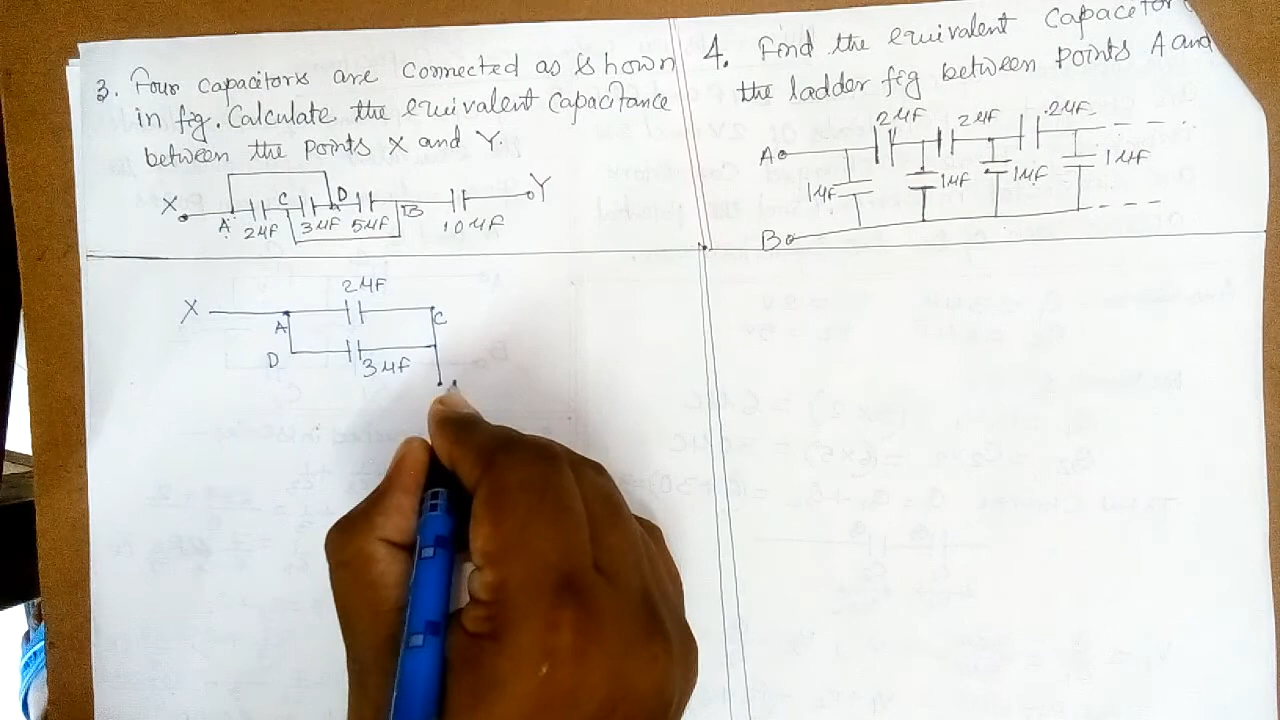 3. Four capacitors are connected as shown
in fig. Calculate the equivalent capacitance
between the points X and Y.
X A 2μF C 3μF D 5μF B 10μF Y
4. Find the equivalent capacitor
the ladder fig between points A and
A 2μF 2μF 2μF
1μF 1μF 1μF 1μF
B
2μF
X A C
D 3μF